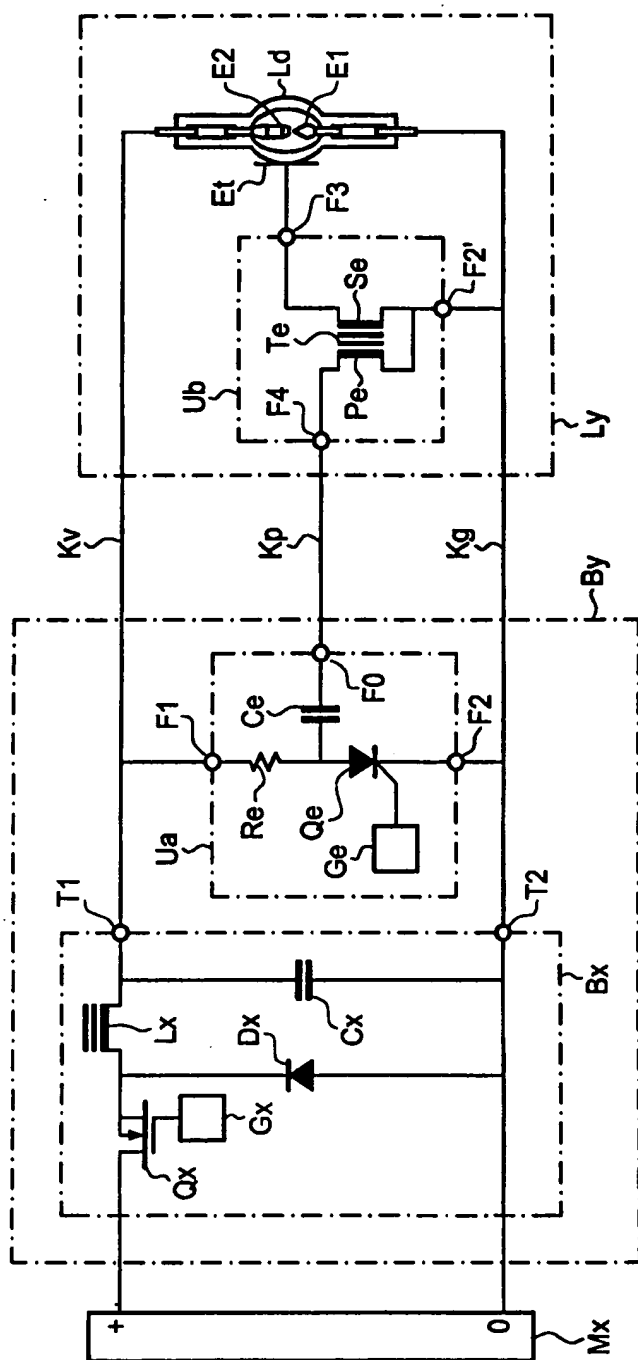 E2
Ld
E1
Et
F3
Ub
Te
Se
F2'
F4
Pe
Ly
Kv
Kp
Kg
By
F1
Ce
F0
F2
Re
Qe
Ua
Ge
T1
T2
Lx
Dx
Cx
Bx
Gx
Qx
+
0
Mx